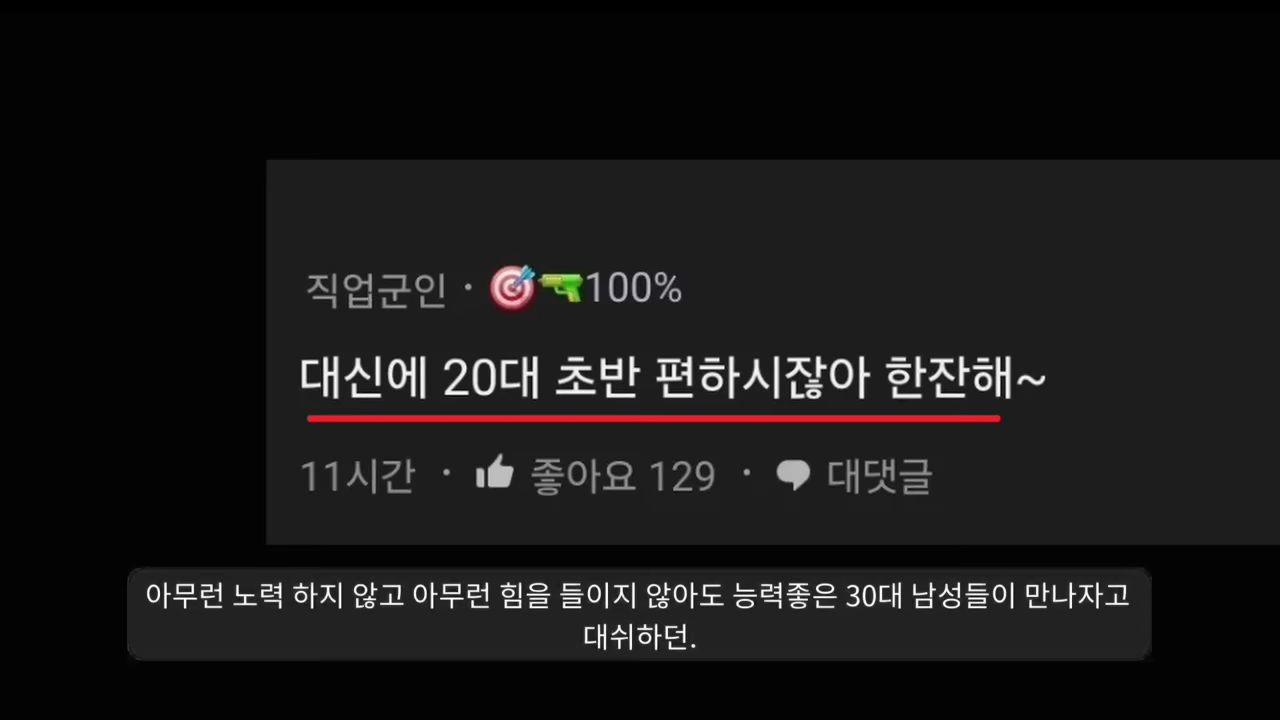 직업군인 · 🎯🔫100%
대신에 20대 초반 편하시잖아 한잔해~
11시간 · 좋아요 129 · 대댓글
아무런 노력 하지 않고 아무런 힘을 들이지 않아도 능력좋은 30대 남성들이 만나자고
대쉬하던.